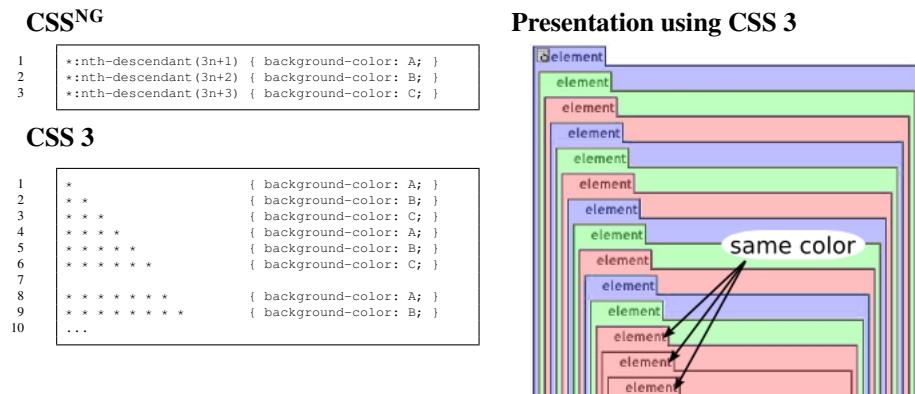 CSSNG
1 *:nth-descendant(3n+1) { background-color: A; }
2 *:nth-descendant(3n+2) { background-color: B; }
3 *:nth-descendant(3n+3) { background-color: C; }
CSS 3
1 * { background-color: A; }
2 * * { background-color: B; }
3 * * * { background-color: C; }
4 * * * * { background-color: A; }
5 * * * * * { background-color: B; }
6 * * * * * * { background-color: C; }
7
8 * * * * * * * { background-color: A; }
9 * * * * * * * * { background-color: B; }
10 ...
Presentation using CSS 3
element
element
element
element
element
element
element
element
same color
element
element
element
element
element
element